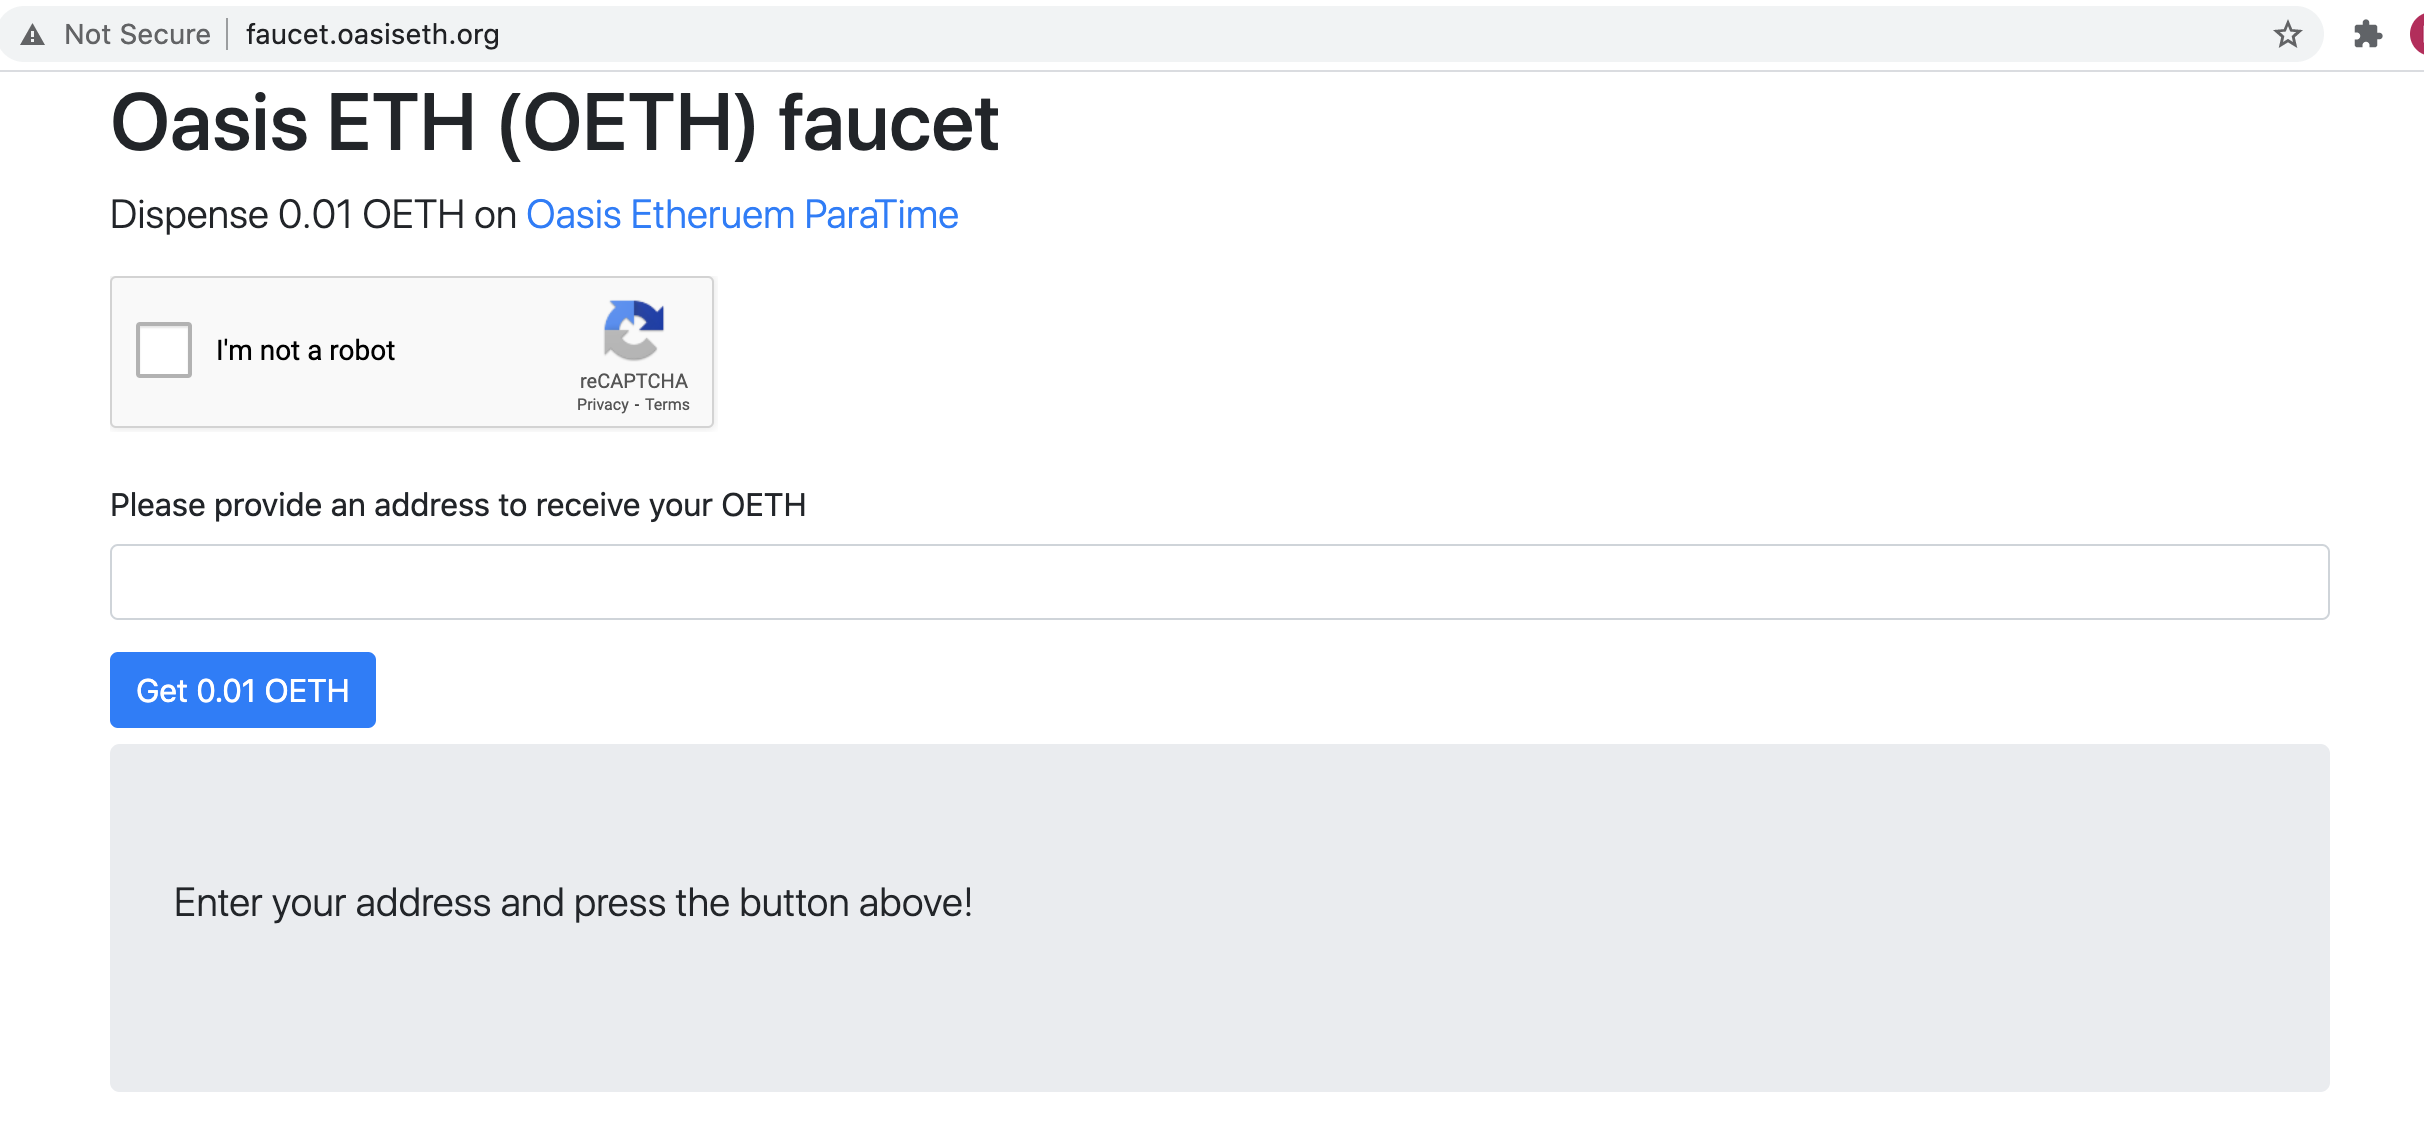 Not Secure | faucet.oasiseth.org
Oasis ETH (OETH) faucet
Dispense 0.01 OETH on Oasis Etheruem ParaTime
I'm not a robot
reCAPTCHA
Privacy - Terms
Please provide an address to receive your OETH
Get 0.01 OETH
Enter your address and press the button above!